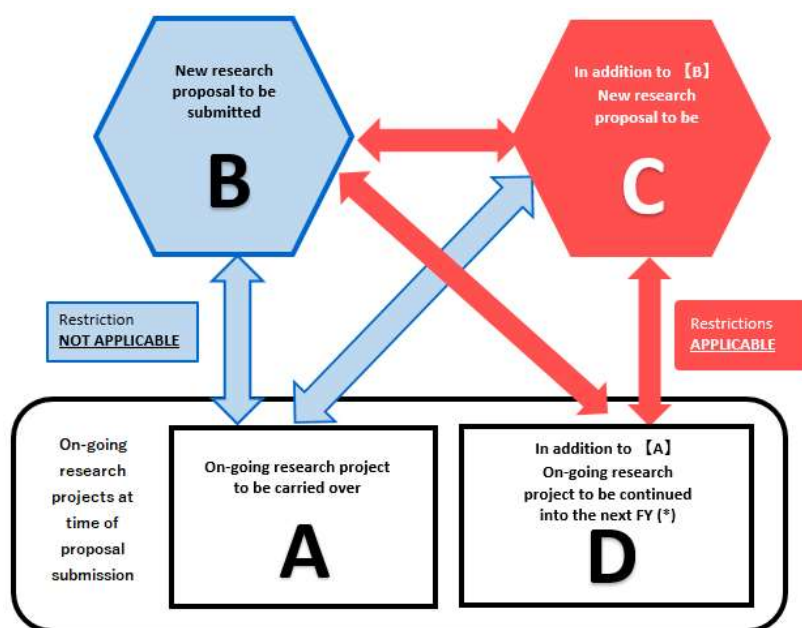 New research
proposal to be
submitted
B
In addition to 【B】
New research
proposal to be
C
Restriction
NOT APPLICABLE
Restrictions
APPLICABLE
On-going
research
projects at
time of
proposal
submission
On-going research project
to be carried over
A
In addition to 【A】
On-going research
project to be continued
into the next FY (*)
D